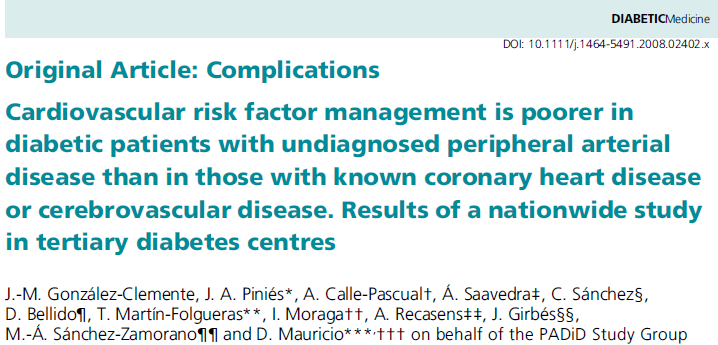 DIABETICMedicine
DOI: 10.1111/j.1464-5491.2008.02402.x
Original Article: Complications
Cardiovascular risk factor management is poorer in
diabetic patients with undiagnosed peripheral arterial
disease than in those with known coronary heart disease
or cerebrovascular disease. Results of a nationwide study
in tertiary diabetes centres
J.-M. González-Clemente, J. A. Piniés*, A. Calle-Pascual†, Á. Saavedra‡, C. Sánchez§,
D. Bellido¶, T. Martín-Folgueras**, I. Moraga††, A. Recasens‡‡, J. Girbés§§,
M.-Á. Sánchez-Zamorano¶¶ and D. Mauricio***,††† on behalf of the PADiD Study Group